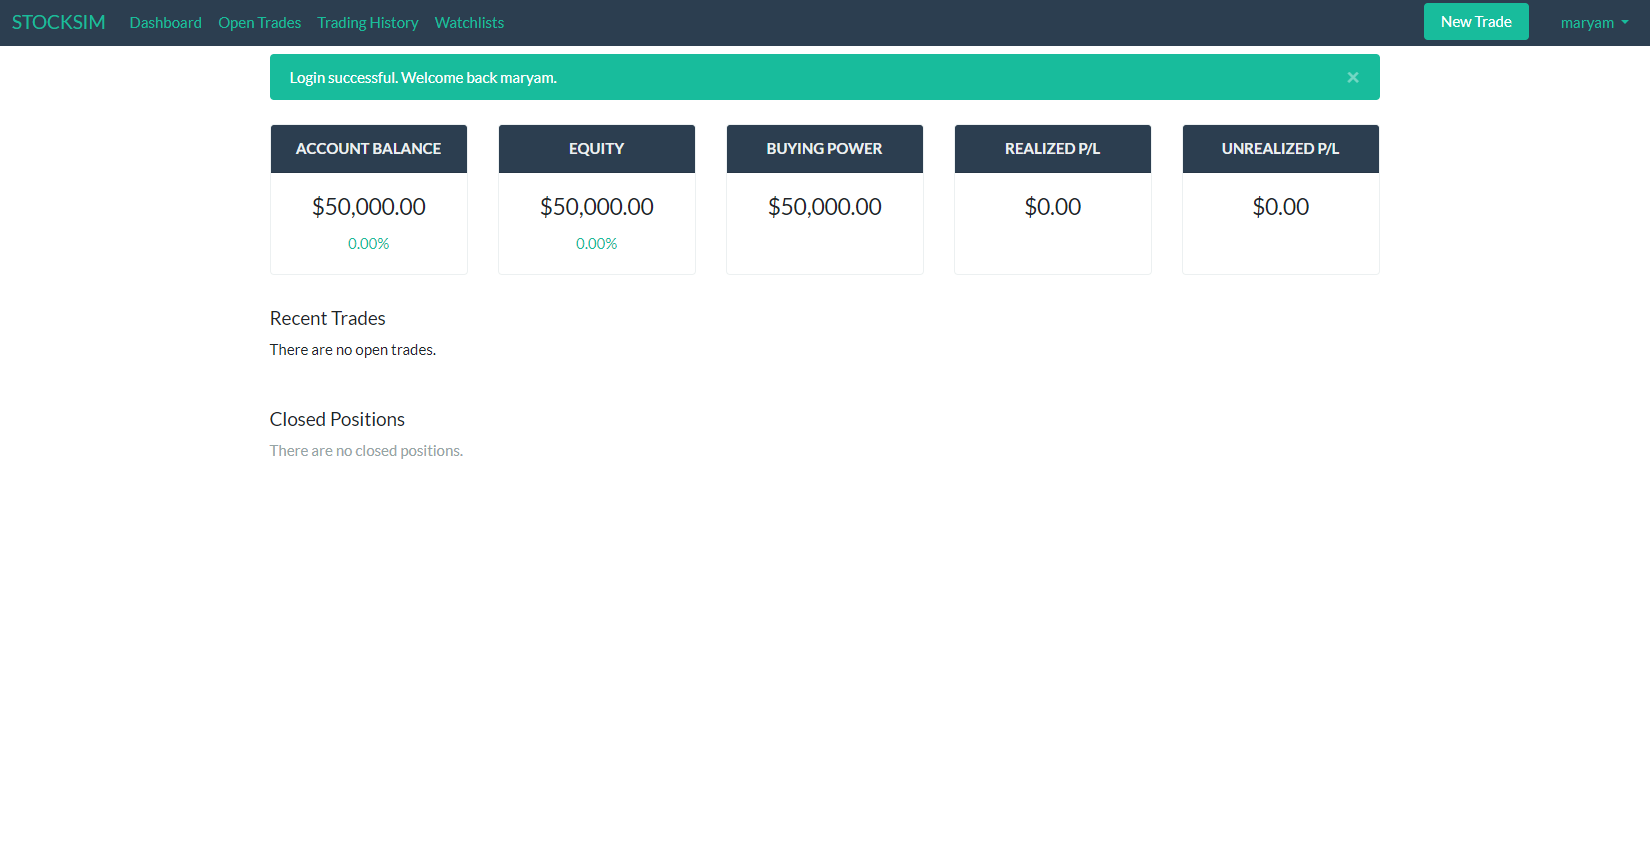 STOCKSIM Dashboard Open Trades Trading History Watchlists New Trade maryam
Login successful. Welcome back maryam. ×
ACCOUNT BALANCE EQUITY BUYING POWER REALIZED P/L UNREALIZED P/L
$50,000.00 $50,000.00 $50,000.00 $0.00 $0.00
0.00% 0.00%
Recent Trades
There are no open trades.
Closed Positions
There are no closed positions.